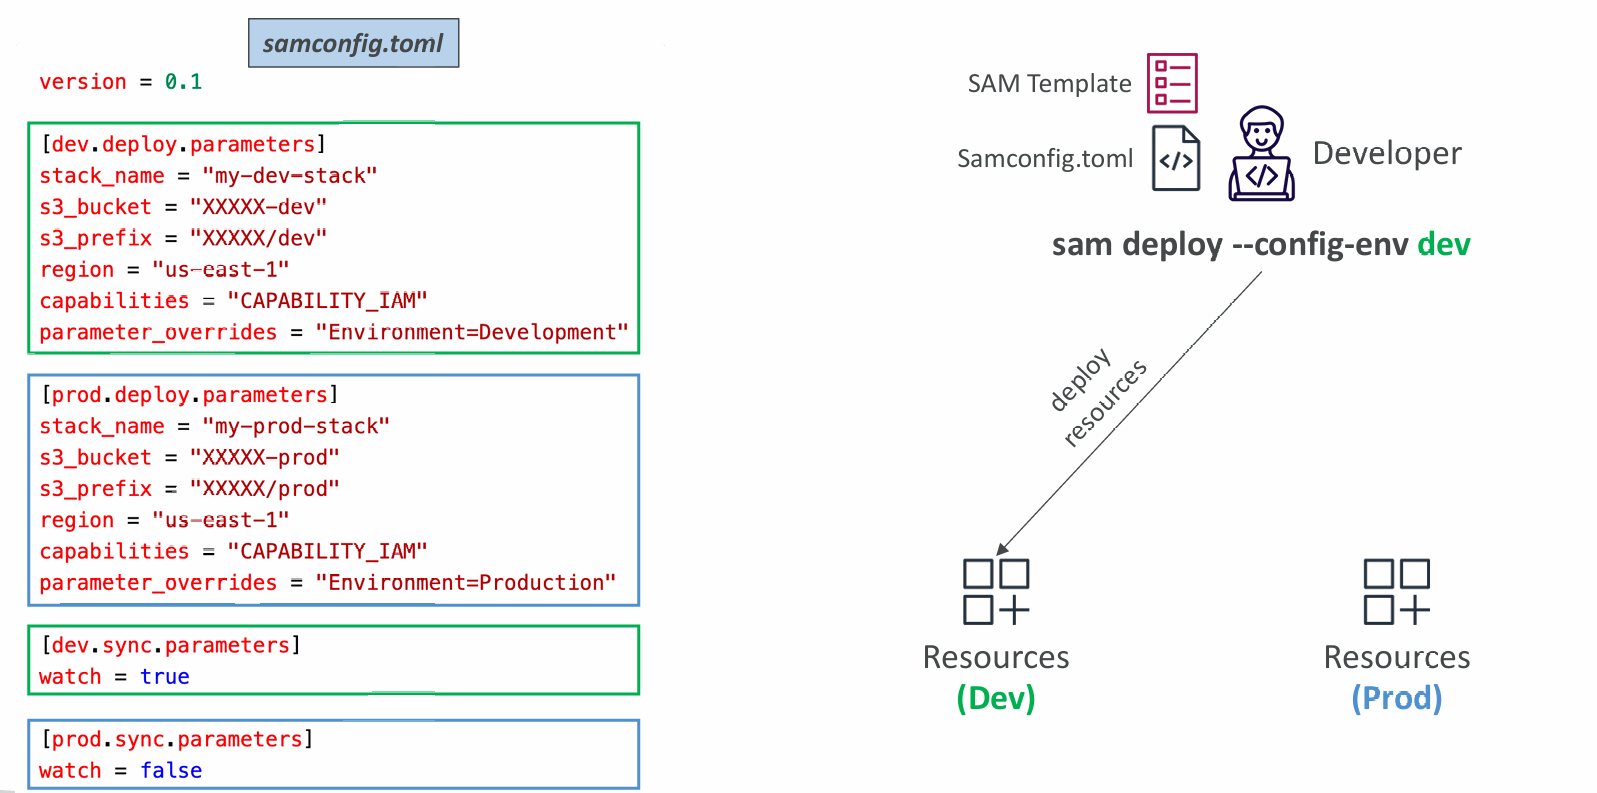 samconfig.toml
version = 0.1
[dev.deploy.parameters]
stack_name = "my-dev-stack"
s3_bucket = "XXXXX-dev"
s3_prefix = "XXXXX/dev"
region = "us-east-1"
capabilities = "CAPABILITY_IAM"
parameter_overrides = "Environment=Development"
[prod.deploy.parameters]
stack_name = "my-prod-stack"
s3_bucket = "XXXXX-prod"
s3_prefix = "XXXXX/prod"
region = "us-east-1"
capabilities = "CAPABILITY_IAM"
parameter_overrides = "Environment=Production"
[dev.sync.parameters]
watch = true
[prod.sync.parameters]
watch = false
SAM Template
Samconfig.toml
</>
Developer
</>
sam deploy --config-env dev
deploy
resources
Resources
(Dev)
Resources
(Prod)